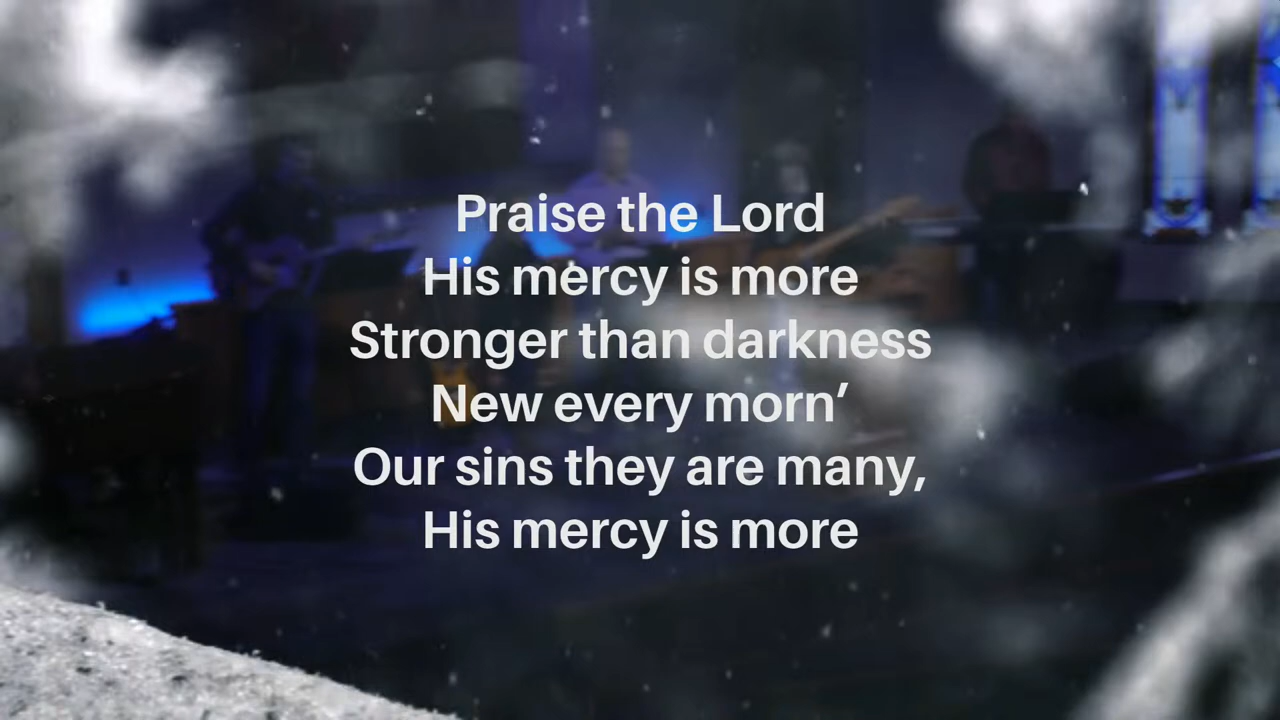 Praise the Lord
His mercy is more
Stronger than darkness
New every morn’
Our sins they are many,
His mercy is more